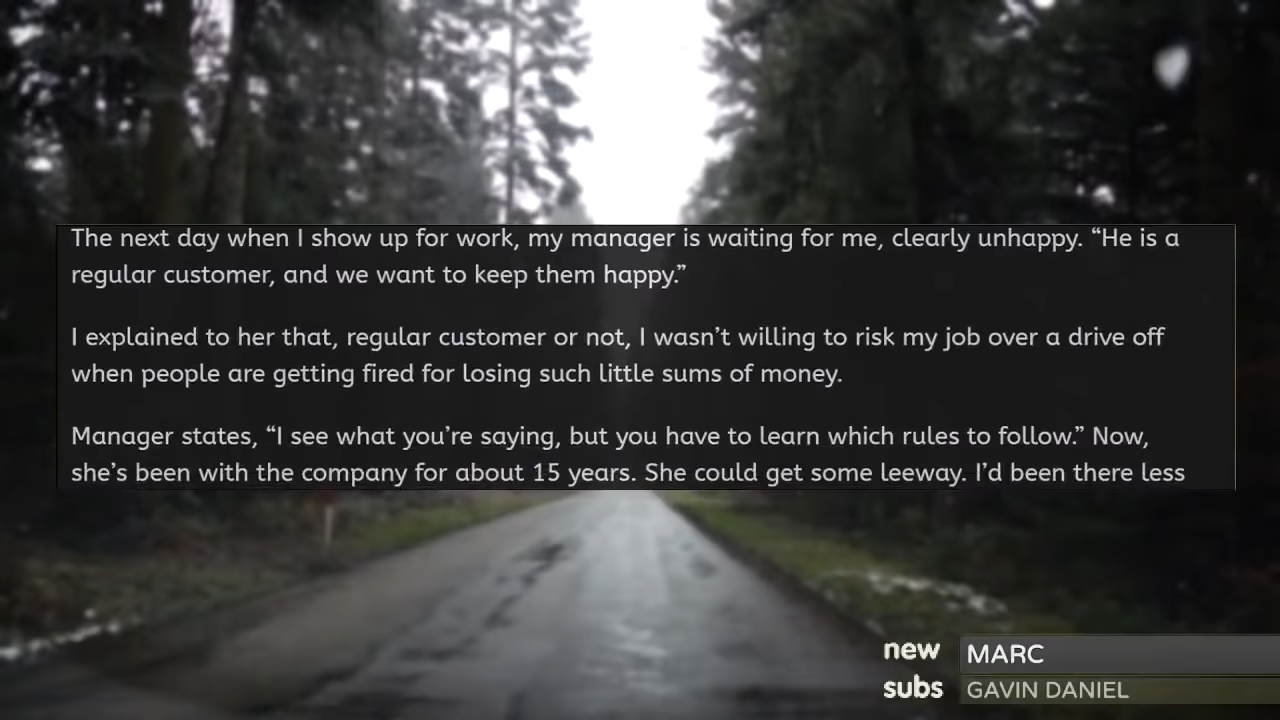 The next day when I show up for work, my manager is waiting for me, clearly unhappy. “He is a
regular customer, and we want to keep them happy.”
I explained to her that, regular customer or not, I wasn’t willing to risk my job over a drive off
when people are getting fired for losing such little sums of money.
Manager states, “I see what you’re saying, but you have to learn which rules to follow.” Now,
she’s been with the company for about 15 years. She could get some leeway. I’d been there less
new
MARC
subs
GAVIN DANIEL